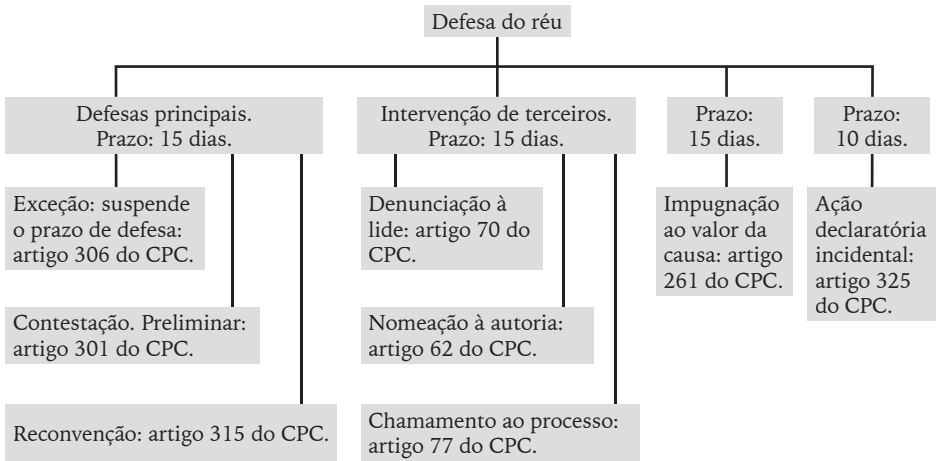 Defesa do réu
Defesas principais.
Prazo: 15 dias.
Exceção: suspende
o prazo de defesa:
artigo 306 do CPC.
Contestação. Preliminar:
artigo 301 do CPC.
Reconvenção: artigo 315 do CPC.
Intervenção de terceiros.
Prazo: 15 dias.
Denunciação à
lide: artigo 70 do
CPC.
Nomeação à autoria:
artigo 62 do CPC.
Chamamento ao processo:
artigo 77 do CPC.
Prazo:
15 dias.
Impugnação
ao valor da
causa: artigo
261 do CPC.
Prazo:
10 dias.
Ação
declaratória
incidental:
artigo 325
do CPC.